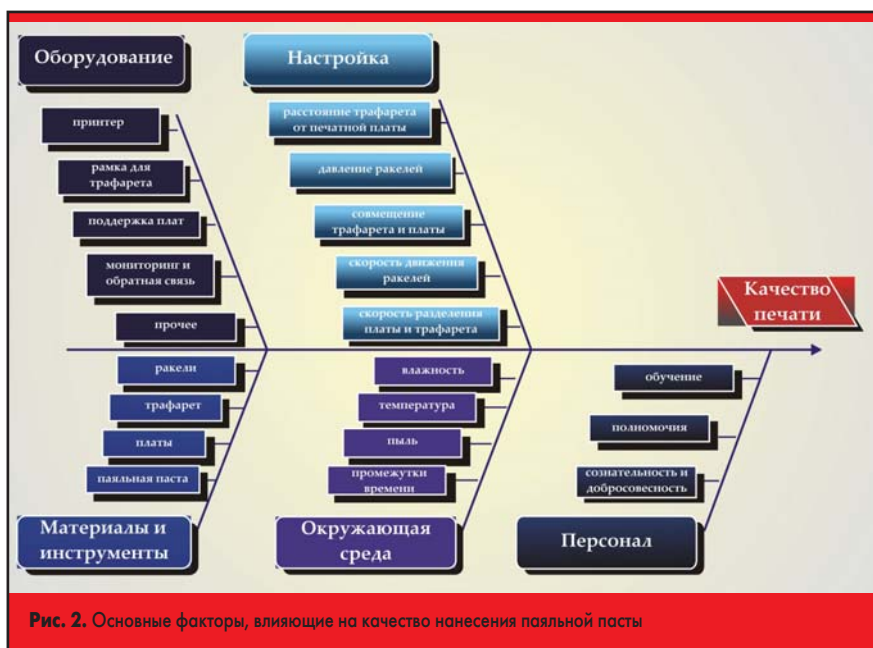 Оборудование
принтер
рамка для
трафарета
поддержка плат
мониторинг и
обратная связь
прочее
Настройка
расстояние трафарета
от печатной платы
давление ракелей
совмещение
трафарета и платы
скорость движения
ракелей
скорость разделения
платы и трафарета
Качество
печати
ракели
трафарет
платы
паяльная паста
Материалы и
инструменты
влажность
температура
пыль
промежутки
времени
Окружающая
среда
обучение
полномочия
сознательность и
добросовесность
Персонал
Рис. 2. Основные факторы, влияющие на качество нанесения паяльной пасты